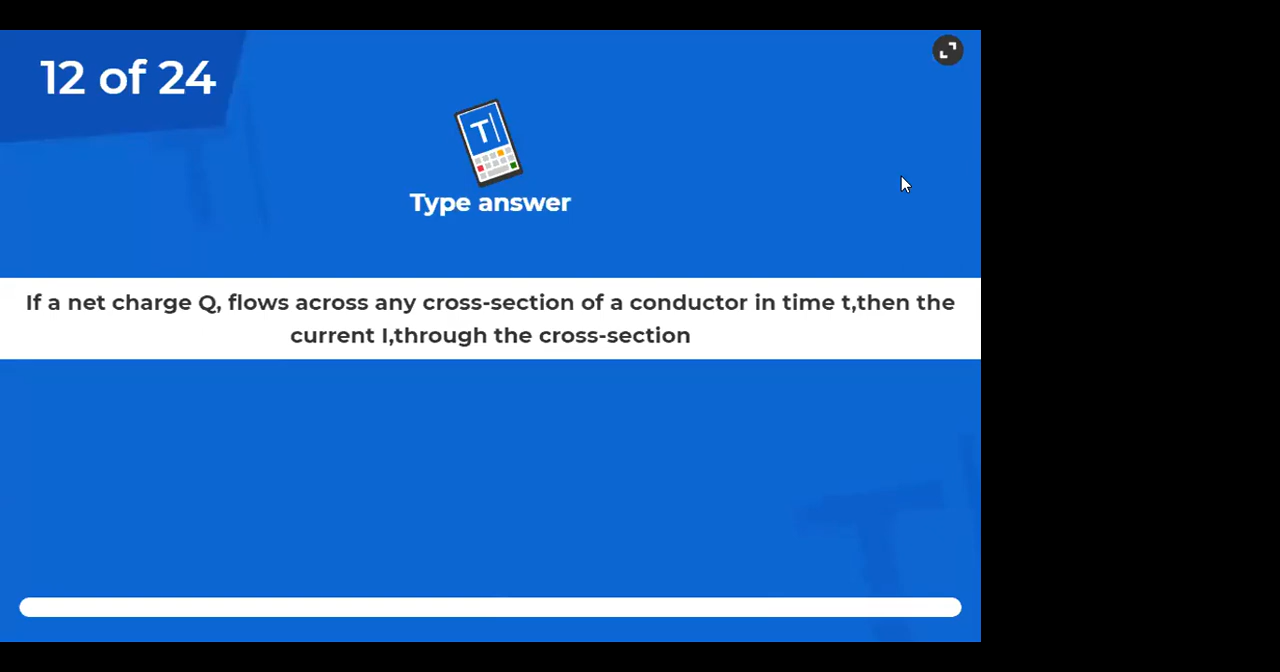 12 of 24
T
Type answer
If a net charge Q, flows across any cross-section of a conductor in time t,then the
current I,through the cross-section